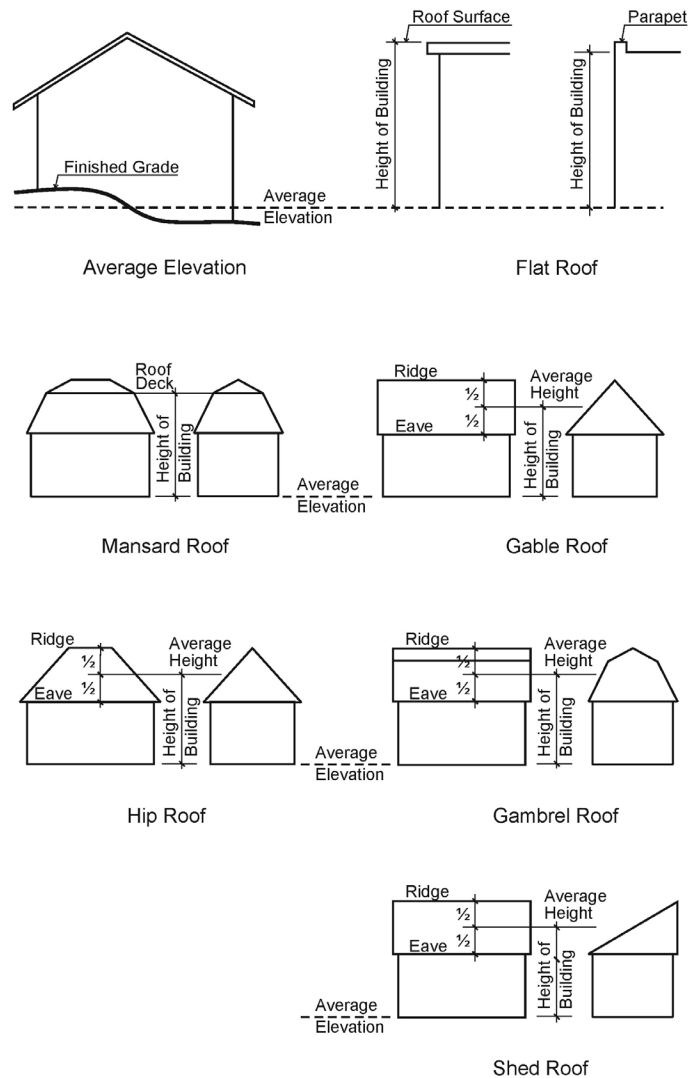 Roof Surface
Parapet
Height of Building
Height of Building
Finished Grade
Average
Elevation
Average Elevation
Flat Roof
Roof
Deck
Height of
Building
Mansard Roof
Average
Elevation
Ridge
½
½
Eave
Average
Height
Height of
Building
Gable Roof
Ridge
½
½
Eave
Average
Height
Height of
Building
Hip Roof
Average
Elevation
Ridge
½
½
Eave
Average
Height
Height of
Building
Gambrel Roof
Ridge
½
½
Eave
Average
Height
Height of
Building
Average
Elevation
Shed Roof